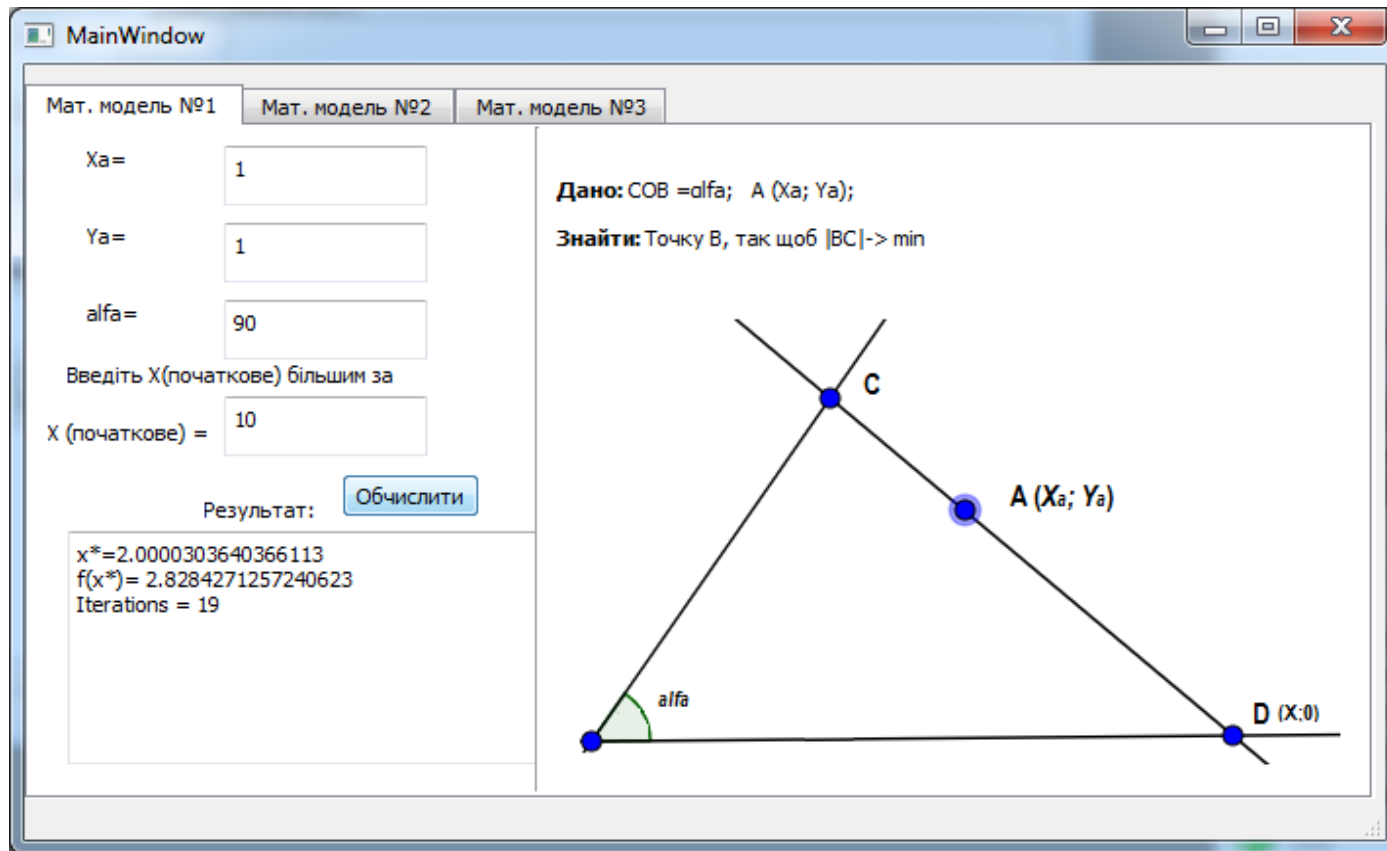 MainWindow
Мат. модель №1
Мат. модель №2
Мат. модель №3
Xa=
1
Ya=
1
alfa=
90
Введіть X(початкове) більшим за
X (початкове) =
10
Обчислити
Результат:
x*=2.0000303640366113
f(x*)= 2.8284271257240623
Iterations = 19
Дано: COB =alfa; A (Xa; Ya);
Знайти: Точку B, так щоб |BC|-> min
C
A (Xa; Ya)
alfa
D (X;0)